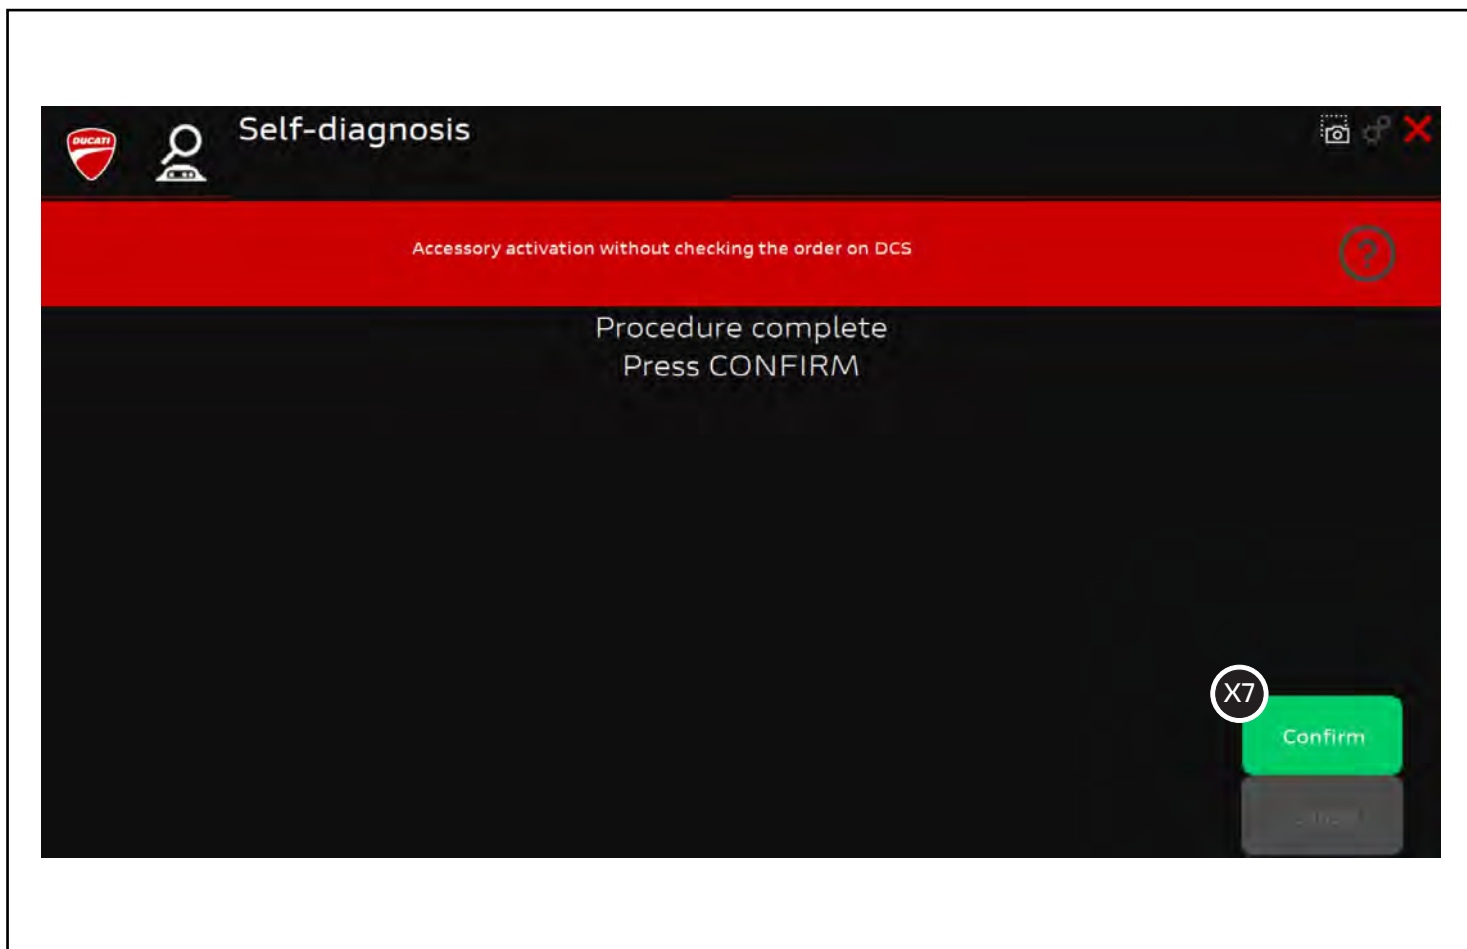 DUCATI
Self-diagnosis
Accessory activation without checking the order on DCS
?
Procedure complete
Press CONFIRM
X7
Confirm